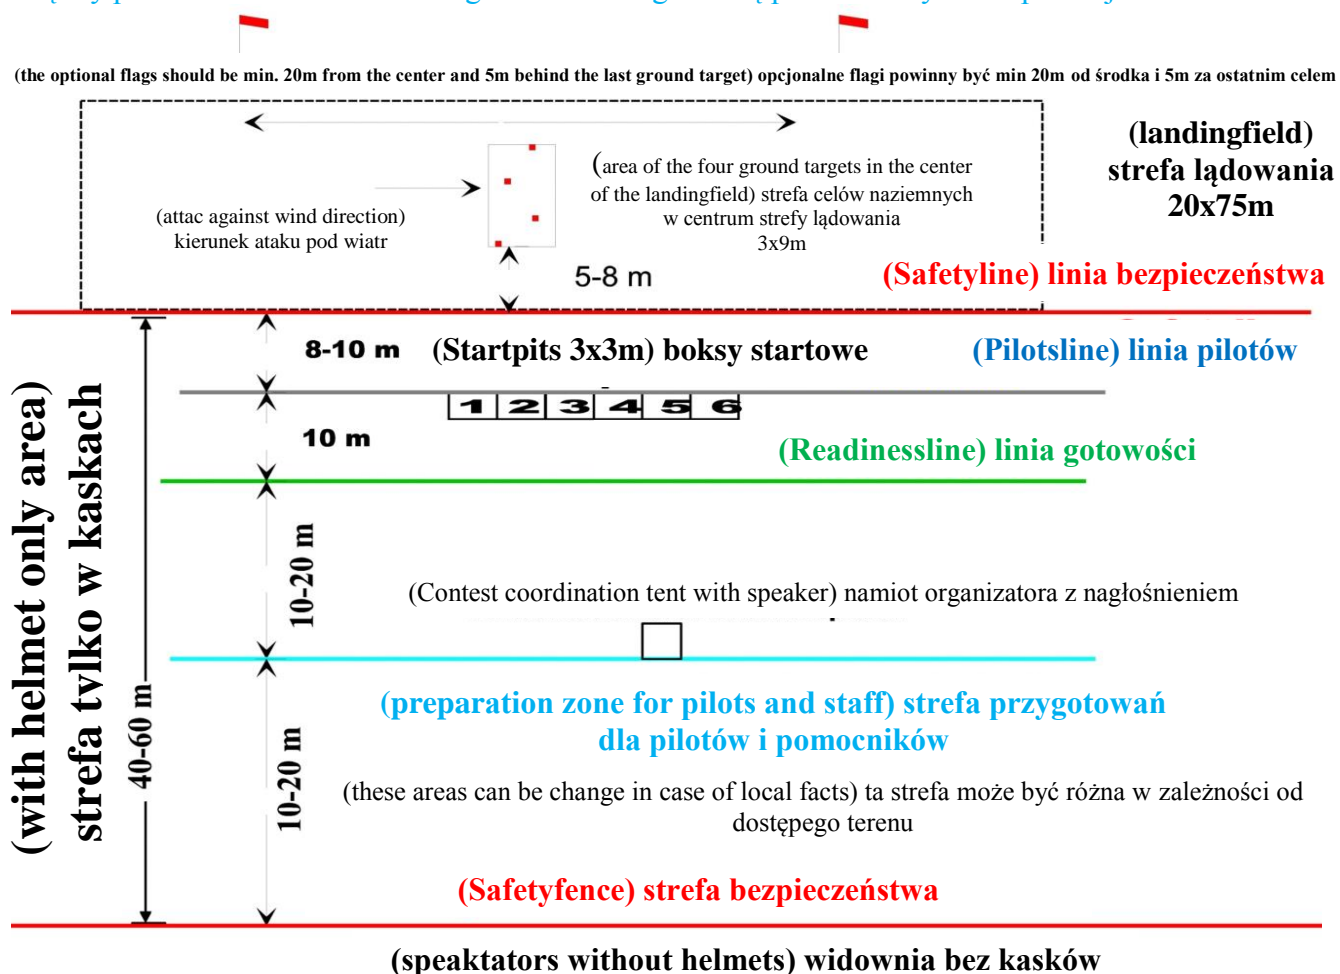 (the optional flags should be min. 20m from the center and 5m behind the last ground target) opcjonalne flagi powinny być min 20m od środka i 5m za ostatnim celem
(landingfield)
strefa lądowania
20x75m
(area of the four ground targets in the center
of the landingfield) strefa celów naziemnych
w centrum strefy lądowania
3x9m
(attac against wind direction)
kierunek ataku pod wiatr
5-8 m
(Safetyline) linia bezpieczeństwa
8-10 m
(Startpits 3x3m) boksy startowe
(Pilotsline) linia pilotów
1 2 3 4 5 6
10 m
(Readinessline) linia gotowości
(with helmet only area)
strefa tylko w kaskach
40-60 m
10-20 m
(Contest coordination tent with speaker) namiot organizatora z nagłośnieniem
(preparation zone for pilots and staff) strefa przygotowań
dla pilotów i pomocników
10-20 m
(these areas can be change in case of local facts) ta strefa może być różna w zależności od
dostępego terenu
(Safetyfence) strefa bezpieczeństwa
(speaktators without helmets) widownia bez kasków